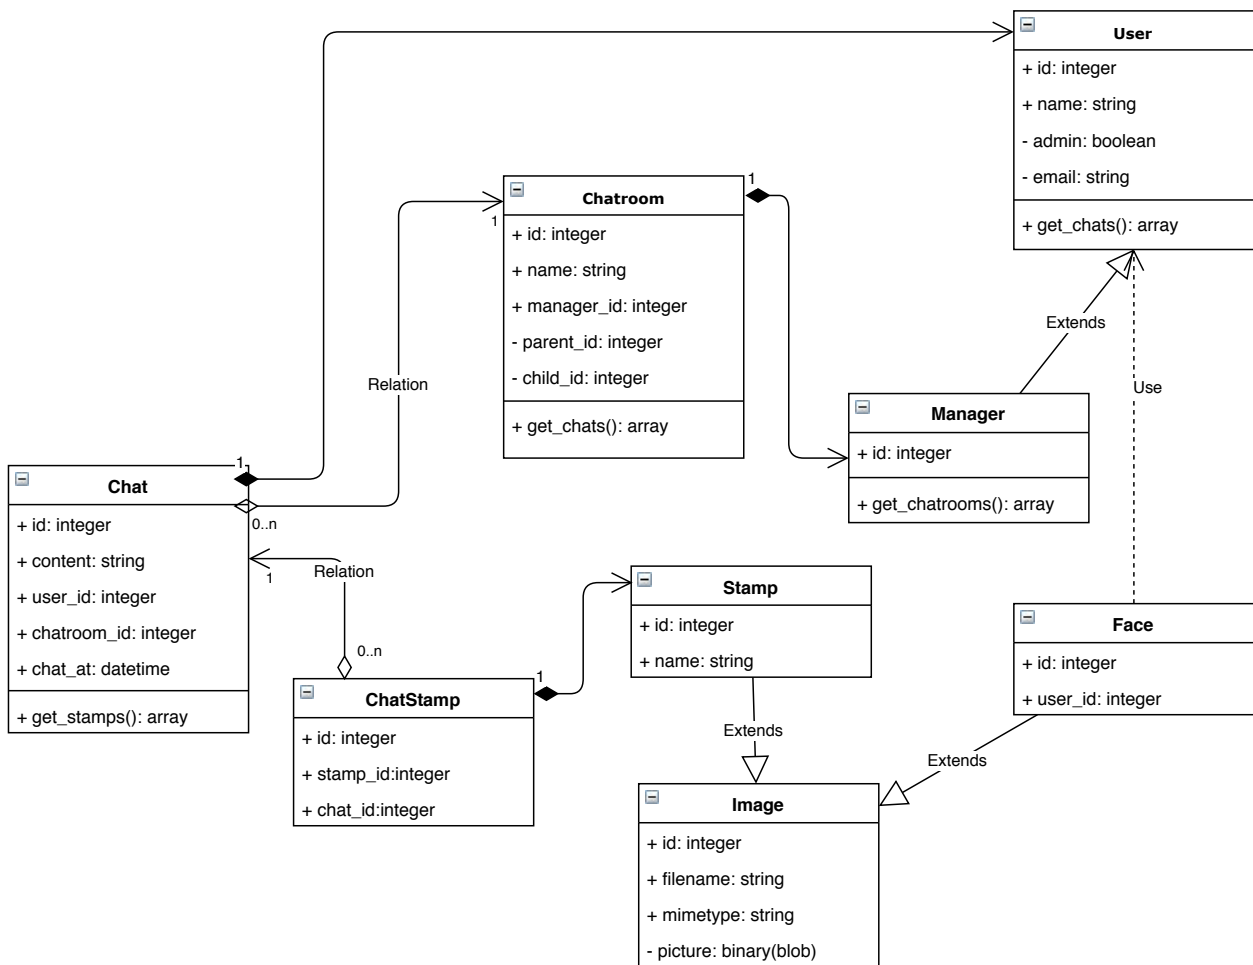 User
+ id: integer
+ name: string
- admin: boolean
- email: string
+ get_chats(): array
1
Chatroom
1
+ id: integer
+ name: string
+ manager_id: integer
- parent_id: integer
- child_id: integer
+ get_chats(): array
Relation
Extends
Use
Manager
+ id: integer
+ get_chatrooms(): array
1
Chat
0..n
+ id: integer
+ content: string
+ user_id: integer
+ chatroom_id: integer
+ chat_at: datetime
+ get_stamps(): array
1
Relation
0..n
ChatStamp
+ id: integer
+ stamp_id:integer
+ chat_id:integer
1
Stamp
+ id: integer
+ name: string
Face
+ id: integer
+ user_id: integer
Extends
Extends
Image
+ id: integer
+ filename: string
+ mimetype: string
- picture: binary(blob)